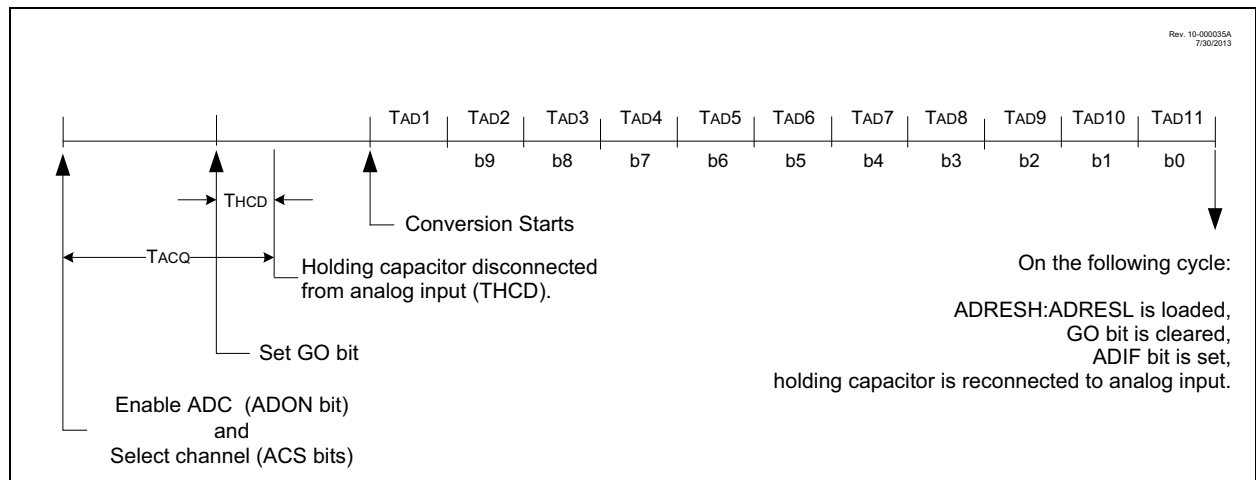 Rev. 10-000035A
7/30/2013
TAD1 TAD2 TAD3 TAD4 TAD5 TAD6 TAD7 TAD8 TAD9 TAD10 TAD11
b9 b8 b7 b6 b5 b4 b3 b2 b1 b0
THCD
Conversion Starts
TACQ
Holding capacitor disconnected
from analog input (THCD).
Set GO bit
Enable ADC (ADON bit)
and
Select channel (ACS bits)
On the following cycle:
ADRESH:ADRESL is loaded,
GO bit is cleared,
ADIF bit is set,
holding capacitor is reconnected to analog input.